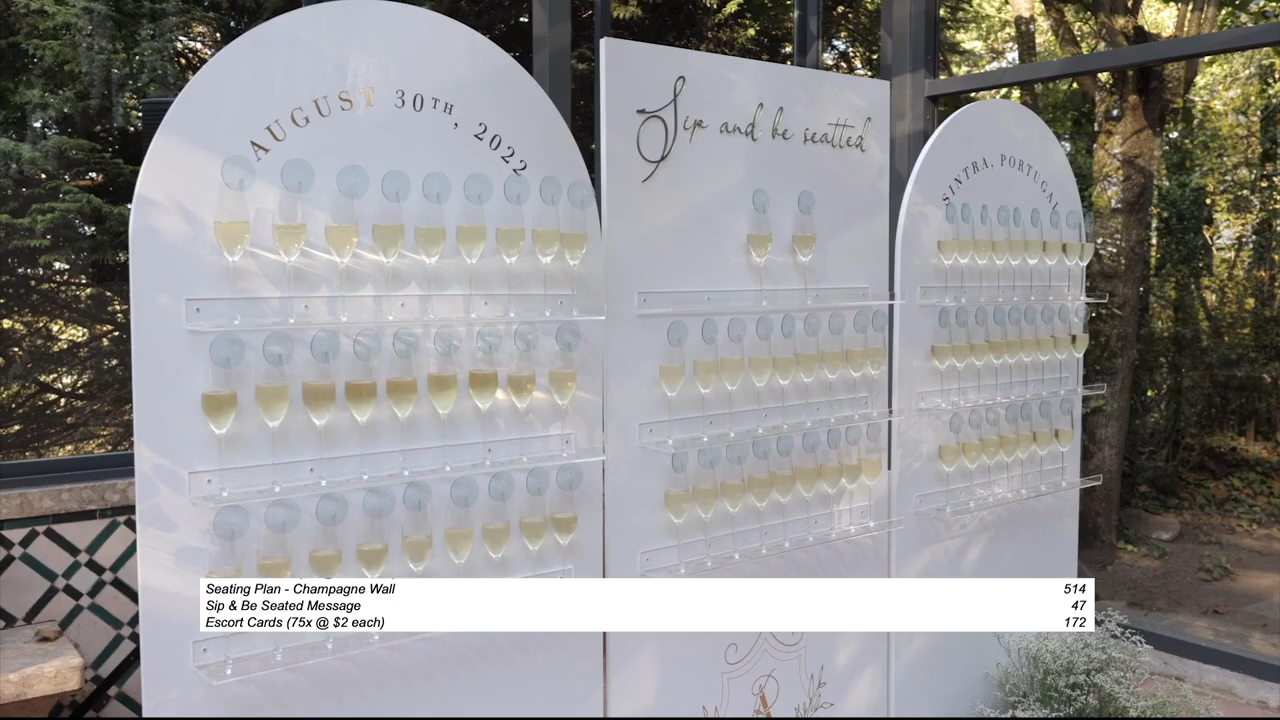 AUGUST 30TH, 2022
Sip and be seatted
SINTRA, PORTUGAL
Seating Plan - Champagne Wall 514
Sip & Be Seated Message 47
Escort Cards (75x @ $2 each) 172